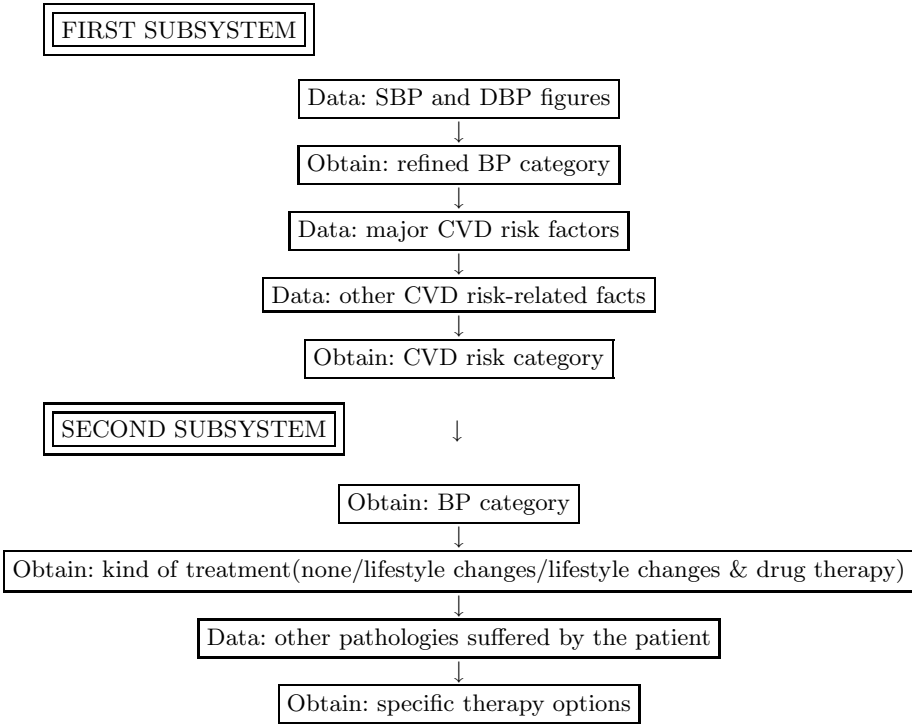 FIRST SUBSYSTEM
Data: SBP and DBP figures
↓
Obtain: refined BP category
↓
Data: major CVD risk factors
↓
Data: other CVD risk-related facts
↓
Obtain: CVD risk category
SECOND SUBSYSTEM ↓
Obtain: BP category
↓
Obtain: kind of treatment(none/lifestyle changes/lifestyle changes & drug therapy)
↓
Data: other pathologies suffered by the patient
↓
Obtain: specific therapy options